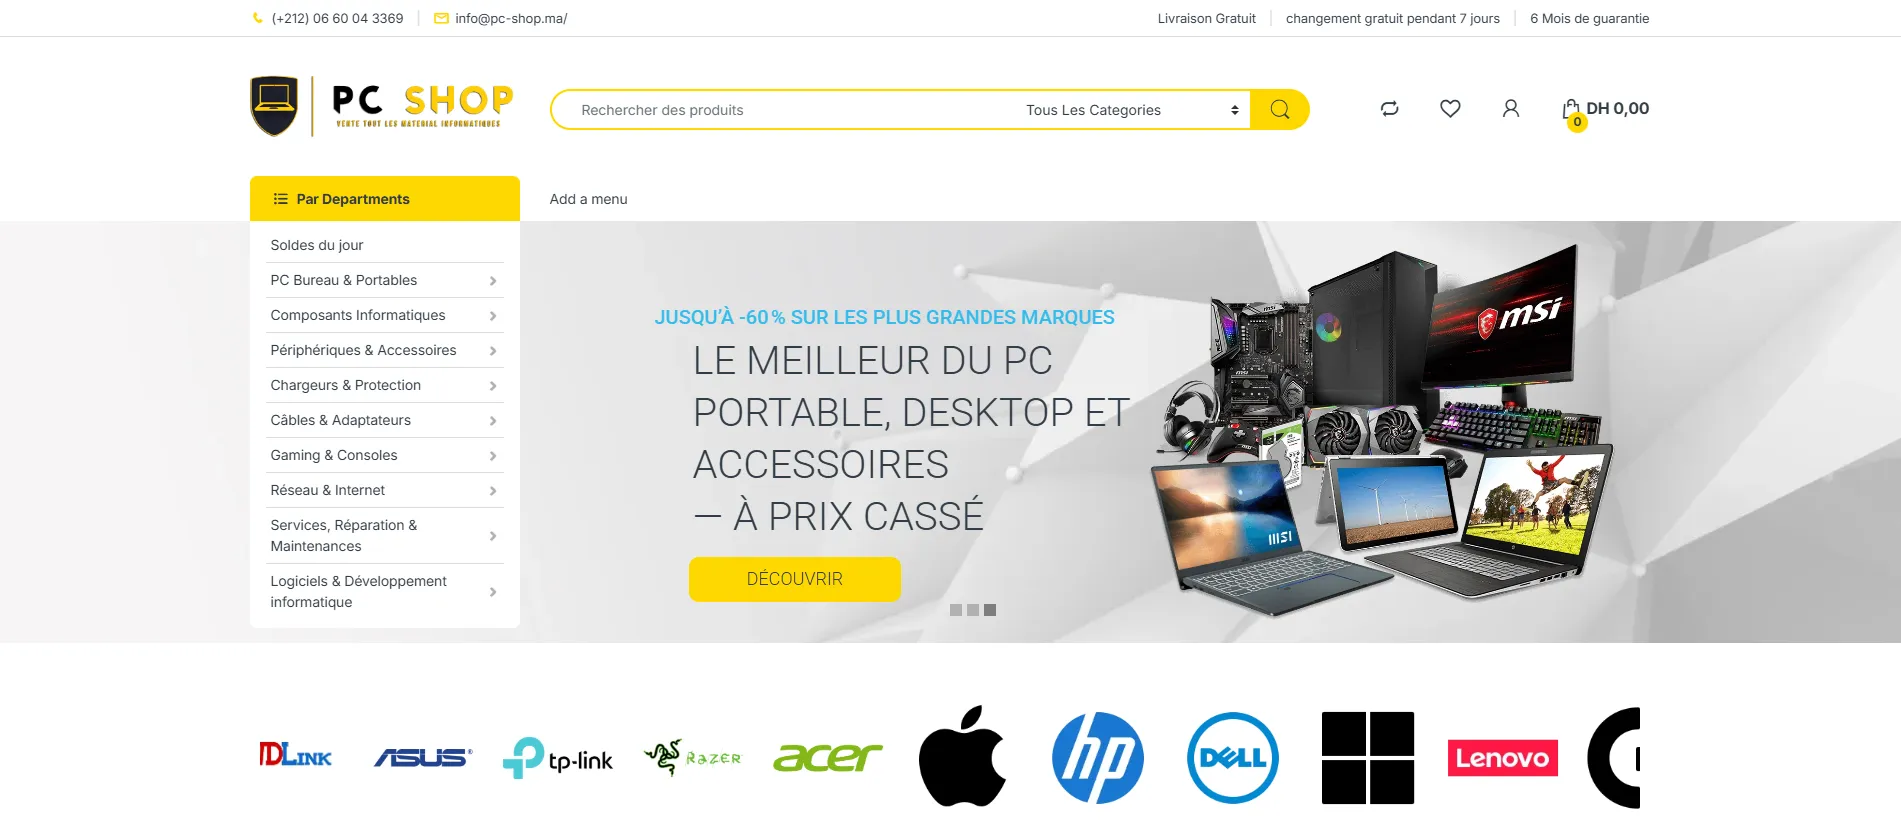 (+212) 06 60 04 3369
info@pc-shop.ma/
Livraison Gratuit
changement gratuit pendant 7 jours
6 Mois de guarantie
PC SHOP
VENTE TOUT LES MATERIAL INFORMATIQUES
Rechercher des produits
Tous Les Categories
0
DH 0,00
Par Departments
Add a menu
Soldes du jour
PC Bureau & Portables
Composants Informatiques
Périphériques & Accessoires
Chargeurs & Protection
Câbles & Adaptateurs
Gaming & Consoles
Réseau & Internet
Services, Réparation &
Maintenances
Logiciels & Développement
informatique
JUSQU’À -60 % SUR LES PLUS GRANDES MARQUES
LE MEILLEUR DU PC
PORTABLE, DESKTOP ET
ACCESSOIRES
— À PRIX CASSÉ
DÉCOUVRIR
msi
msi
DLINK
ASUS
tp-link
RAZER
acer
hp
DELL
Lenovo